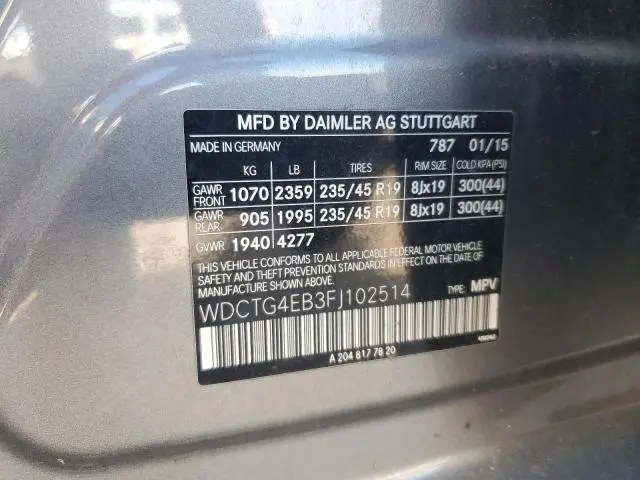 MFD BY DAIMLER AG STUTTGART
MADE IN GERMANY 787 01/15
KG LB TIRES RIM SIZE COLD KPA (PSI)
GAWR FRONT 1070 2359 235/45 R19 8Jx19 300(44)
GAWR REAR 905 1995 235/45 R19 8Jx19 300(44)
GVWR 1940 4277
THIS VEHICLE CONFORMS TO ALL APPLICABLE FEDERAL MOTOR VEHICLE
SAFETY AND THEFT PREVENTION STANDARDS IN EFFECT ON THE DATE OF
MANUFACTURE SHOWN ABOVE.
WDCTG4EB3FJ102514 TYPE: MPV
A 204 817 78 20